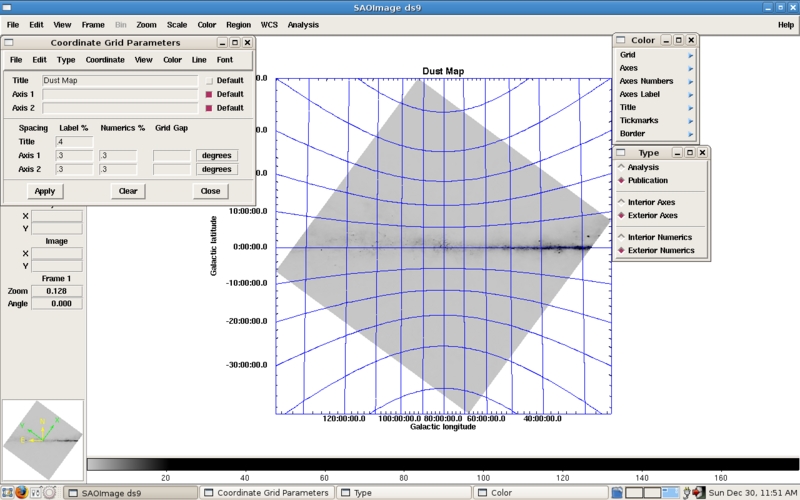 SAOImage ds9
File Edit View Frame Bin Zoom Scale Color Region WCS Analysis Help
Coordinate Grid Parameters
File Edit Type Coordinate View Color Line Font
Title Dust Map Default
Axis 1 Default
Axis 2 Default
Spacing Label % Numerics % Grid Gap
Title .4
Axis 1 .3 .3 degrees
Axis 2 .3 .3 degrees
Apply Clear Close
X
Y
Image
X
Y
Frame 1
Zoom 0.128
Angle 0.000
Dust Map
0.0
0.0
0.0
10:00:00.0
0:00:00.0
-10:00:00.0
-20:00:00.0
-30:00:00.0
Galactic latitude
120:00:00.0 100:00:00.0 80:00:00.0 60:00:00.0 40:00:00.0
Galactic longitude
Color
Grid
Axes
Axes Numbers
Axes Label
Title
Tickmarks
Border
Type
Analysis
Publication
Interior Axes
Exterior Axes
Interior Numerics
Exterior Numerics
20 40 60 80 100 120 140 160
SAOImage ds9 Coordinate Grid Parameters Type Color Sun Dec 30, 11:51 AM